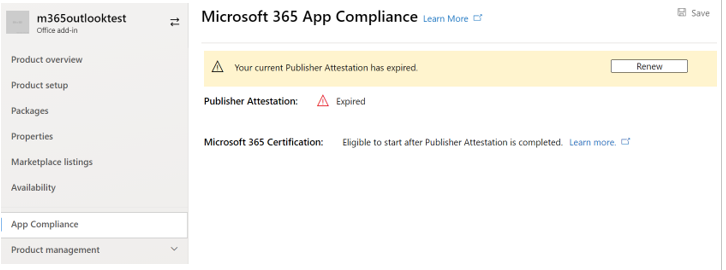 m365outlooktest
Office add-in
Product overview
Product setup
Packages
Properties
Marketplace listings
Availability
App Compliance
Product management
Microsoft 365 App Compliance Learn More
Save
Your current Publisher Attestation has expired.
Renew
Publisher Attestation: Expired
Microsoft 365 Certification: Eligible to start after Publisher Attestation is completed. Learn more.